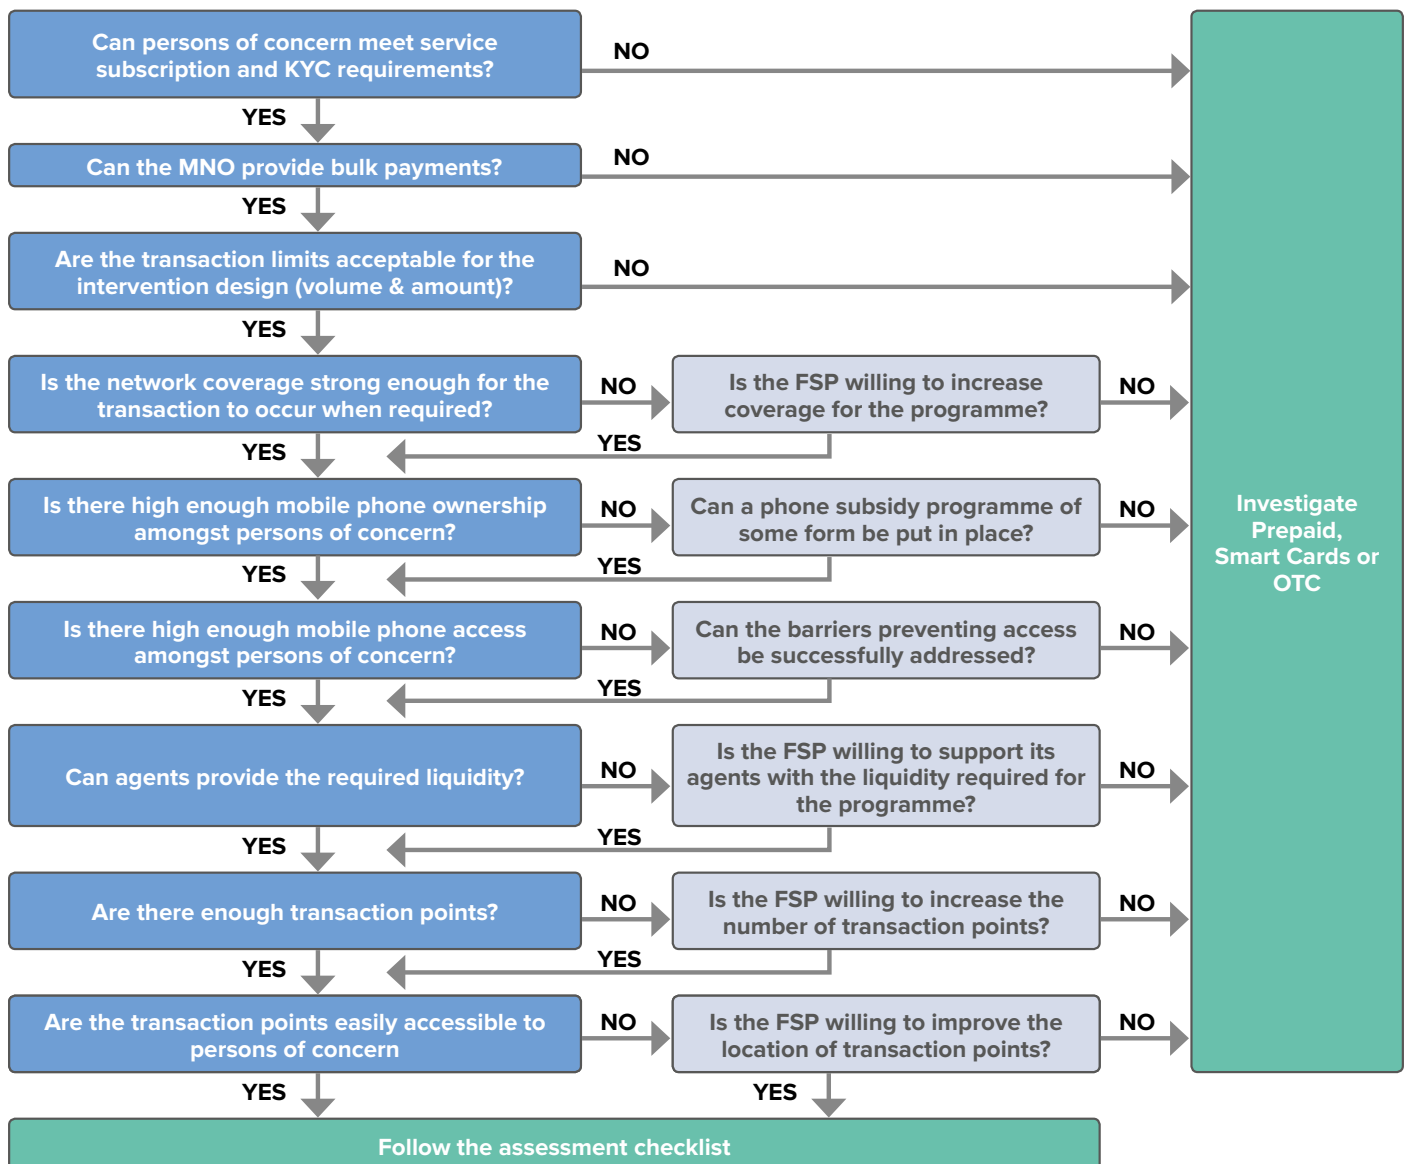 Can persons of concern meet service
subscription and KYC requirements?
NO
YES
Can the MNO provide bulk payments?
NO
YES
Are the transaction limits acceptable for the
intervention design (volume & amount)?
NO
YES
Is the network coverage strong enough for the
transaction to occur when required?
NO
Is the FSP willing to increase
coverage for the programme?
NO
YES
YES
Is there high enough mobile phone ownership
amongst persons of concern?
NO
Can a phone subsidy programme of
some form be put in place?
NO
YES
YES
Is there high enough mobile phone access
amongst persons of concern?
NO
Can the barriers preventing access
be successfully addressed?
NO
YES
YES
Can agents provide the required liquidity?
NO
Is the FSP willing to support its
agents with the liquidity required for
the programme?
NO
YES
YES
Are there enough transaction points?
NO
Is the FSP willing to increase the
number of transaction points?
NO
YES
YES
Are the transaction points easily accessible to
persons of concern
NO
Is the FSP willing to improve the
location of transaction points?
NO
YES
YES
Investigate
Prepaid,
Smart Cards or
OTC
Follow the assessment checklist